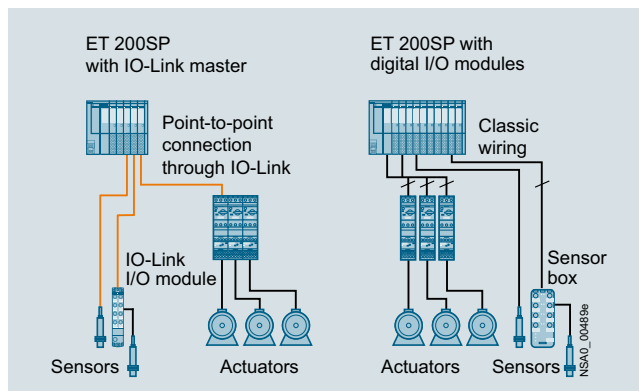 ET 200SP
with IO-Link master
Point-to-point
connection
through IO-Link
IO-Link
I/O module
Sensors
Actuators
ET 200SP with
digital I/O modules
Classic
wiring
Sensor
box
Actuators
Sensors
NSA0_00489e